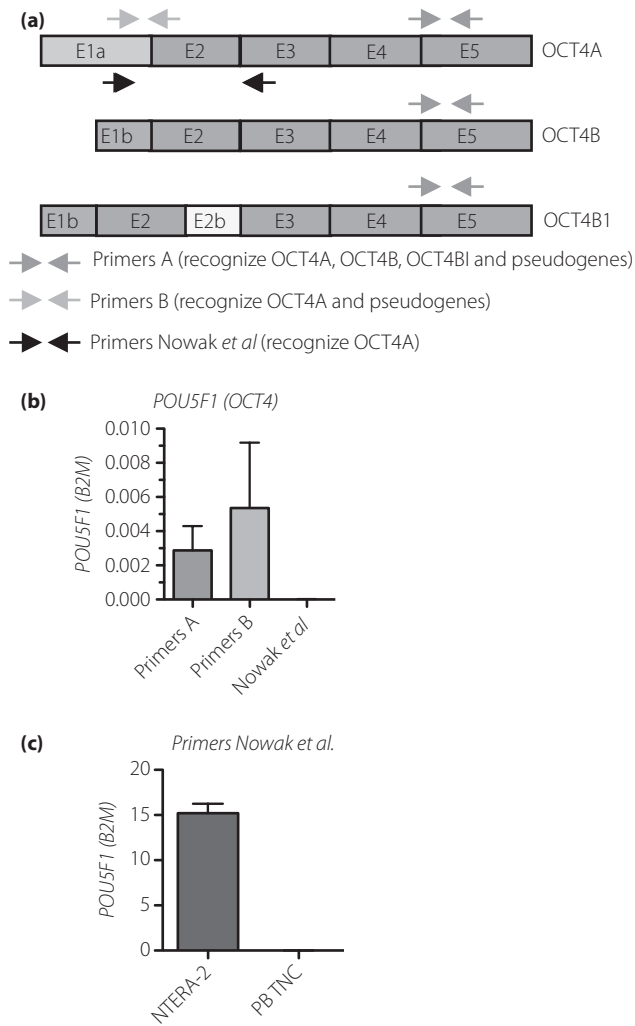 (a)
E1a E2 E3 E4 E5 OCT4A
E1b E2 E3 E4 E5 OCT4B
E1b E2 E2b E3 E4 E5 OCT4B1
Primers A (recognize OCT4A, OCT4B, OCT4BI and pseudogenes)
Primers B (recognize OCT4A and pseudogenes)
Primers Nowak et al (recognize OCT4A)
(b)
POU5F1 (OCT4)
POU5F1 (B2M)
0.010
0.008
0.006
0.004
0.002
0.000
Primers A
Primers B
Nowak et al
(c)
Primers Nowak et al.
POU5F1 (B2M)
20
15
10
5
0
NTERA-2
PB TNC